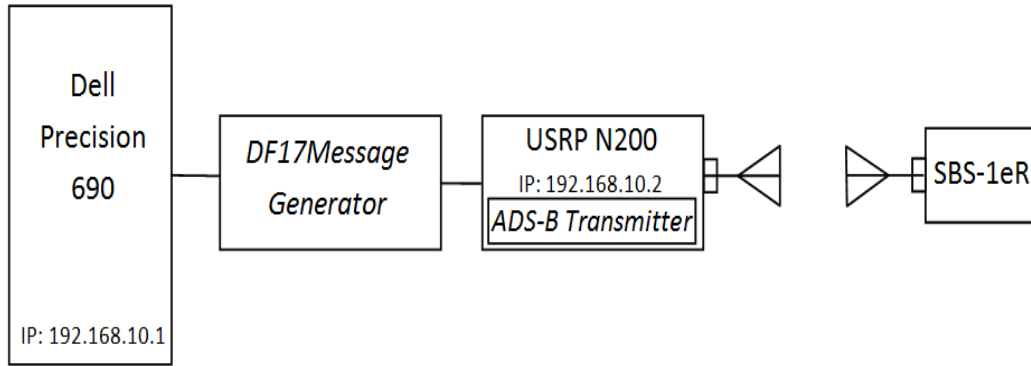 Dell
Precision
690
IP: 192.168.10.1
DF17Message
Generator
USRP N200
IP: 192.168.10.2
ADS-B Transmitter
SBS-1eR